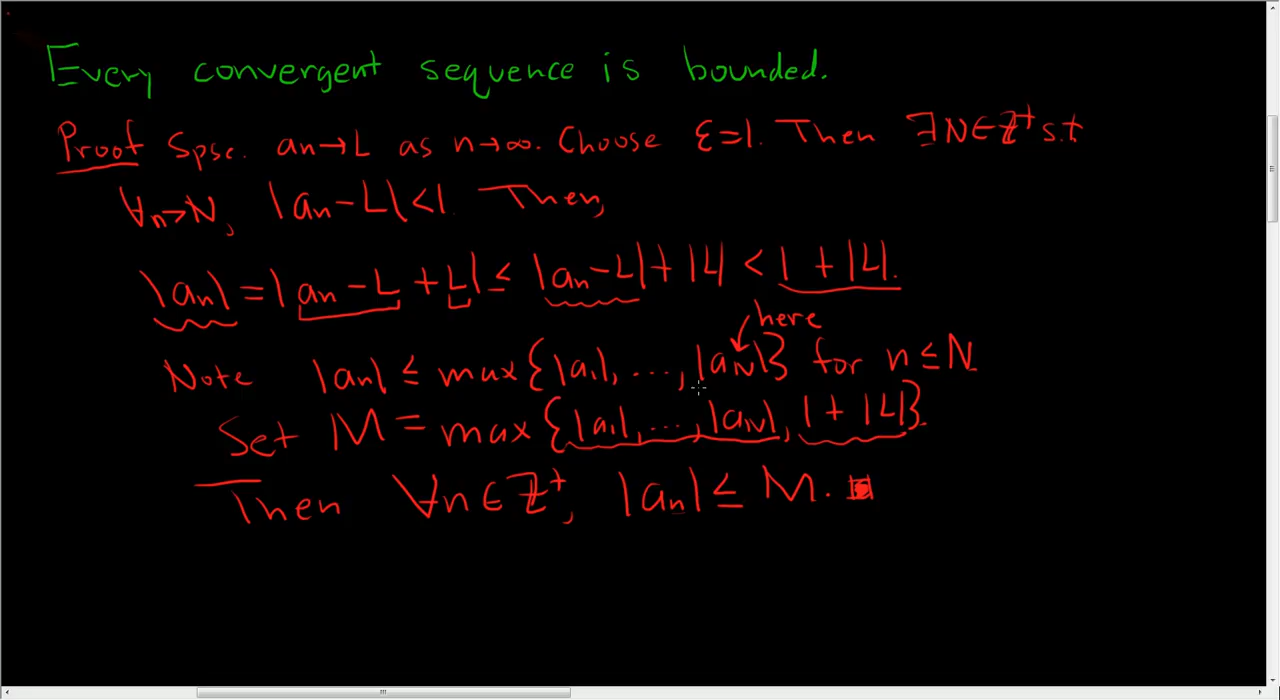 Every convergent sequence is bounded.
Proof Spse. an→L as n→∞. Choose ε=1. Then ∃N∈ℤ⁺ s.t
∀n>N, |an-L|<1. Then,
|an| = |an-L+L| ≤ |an-L|+|L| < 1+|L|.
here
Note |an| ≤ max{|a₁|, ..., |aN|} for n≤N
Set M = max{|a₁|, ..., |aN|, 1+|L|}.
Then ∀n∈ℤ⁺, |an| ≤ M.